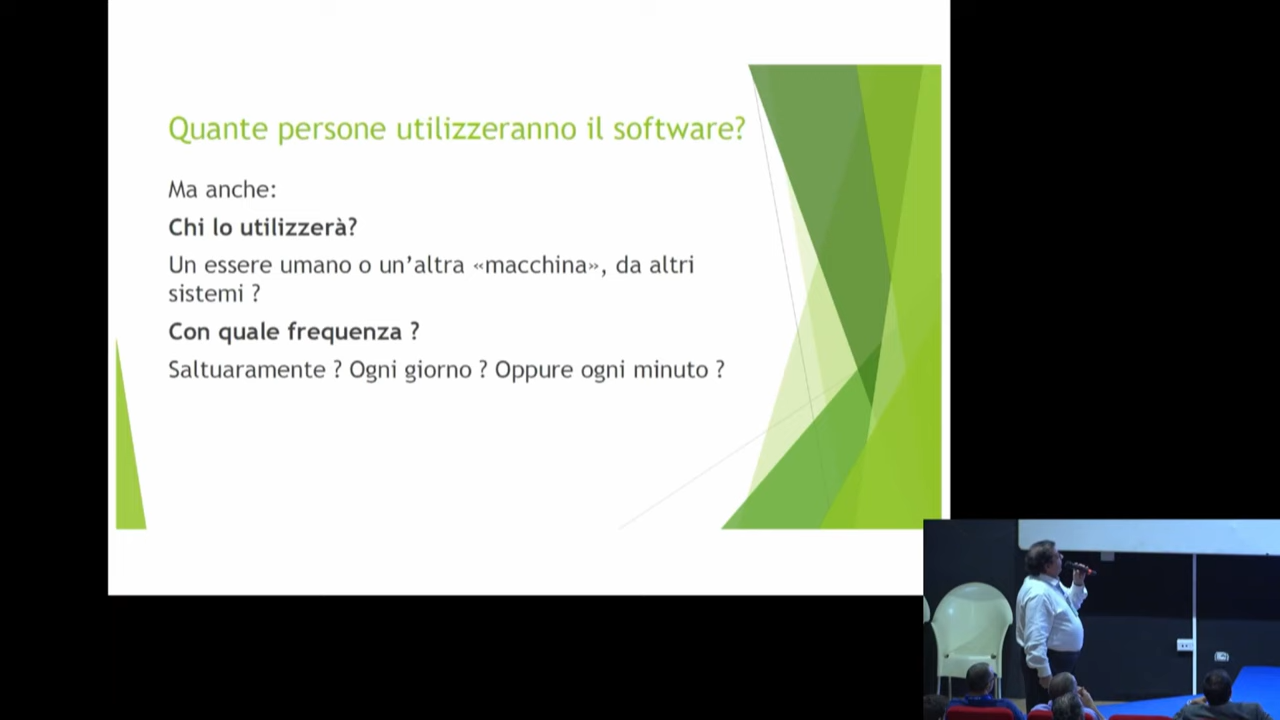 Quante persone utilizzeranno il software?
Ma anche:
Chi lo utilizzerà?
Un essere umano o un’altra «macchina», da altri
sistemi ?
Con quale frequenza ?
Saltuaramente ? Ogni giorno ? Oppure ogni minuto ?